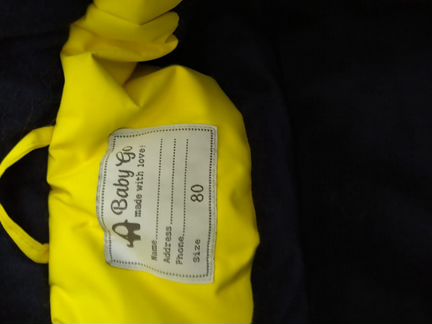 Baby Go
made with love!
Name
Address
Phone
Size 80